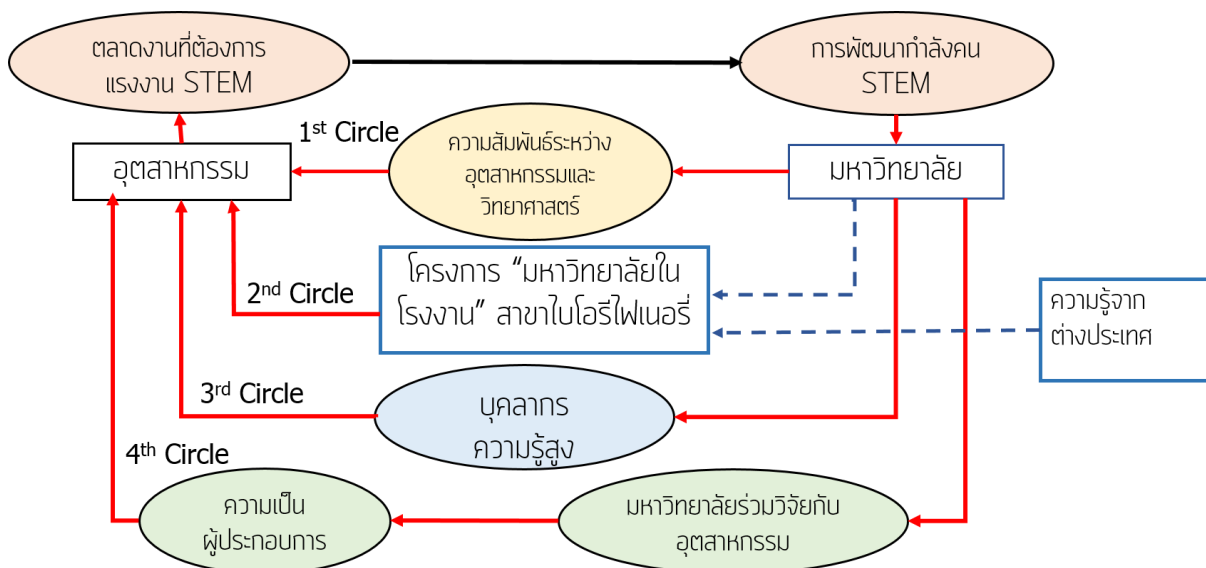 ตลาดงานที่ต้องการ
แรงงาน STEM
การพัฒนากำลังคน
STEM
1st Circle
ความสัมพันธ์ระหว่าง
อุตสาหกรรมและ
วิทยาศาสตร์
อุตสาหกรรม
มหาวิทยาลัย
2nd Circle
โครงการ “มหาวิทยาลัยใน
โรงงาน” สาขาไบโอรีไฟเนอรี่
ความรู้จาก
ต่างประเทศ
3rd Circle
บุคลากร
ความรู้สูง
4th Circle
ความเป็น
ผู้ประกอบการ
มหาวิทยาลัยร่วมวิจัยกับ
อุตสาหกรรม